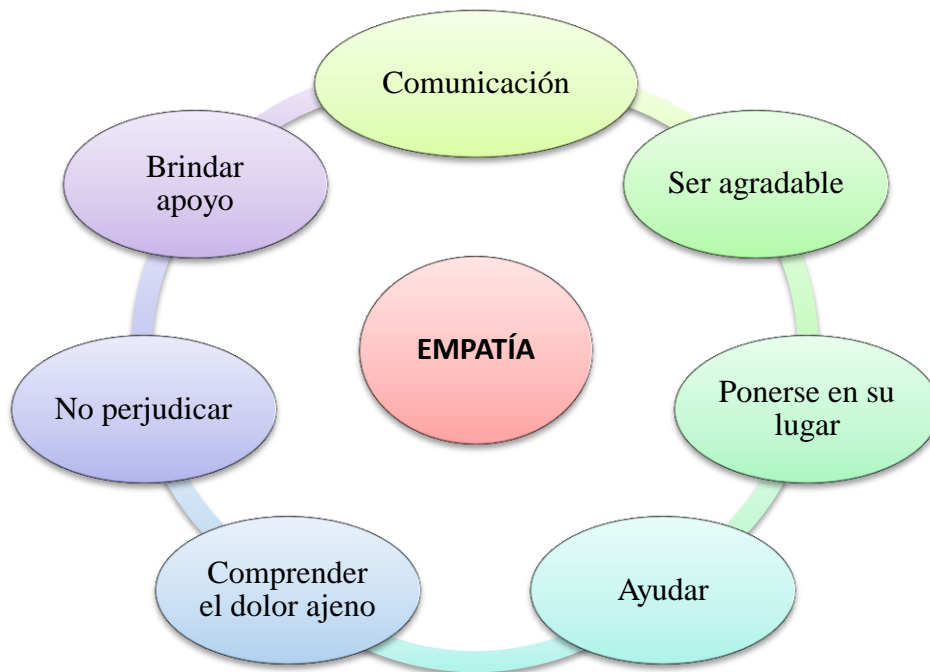 Comunicación
Ser agradable
Ponerse en su
lugar
Ayudar
Comprender
el dolor ajeno
No perjudicar
Brindar
apoyo
EMPATÍA